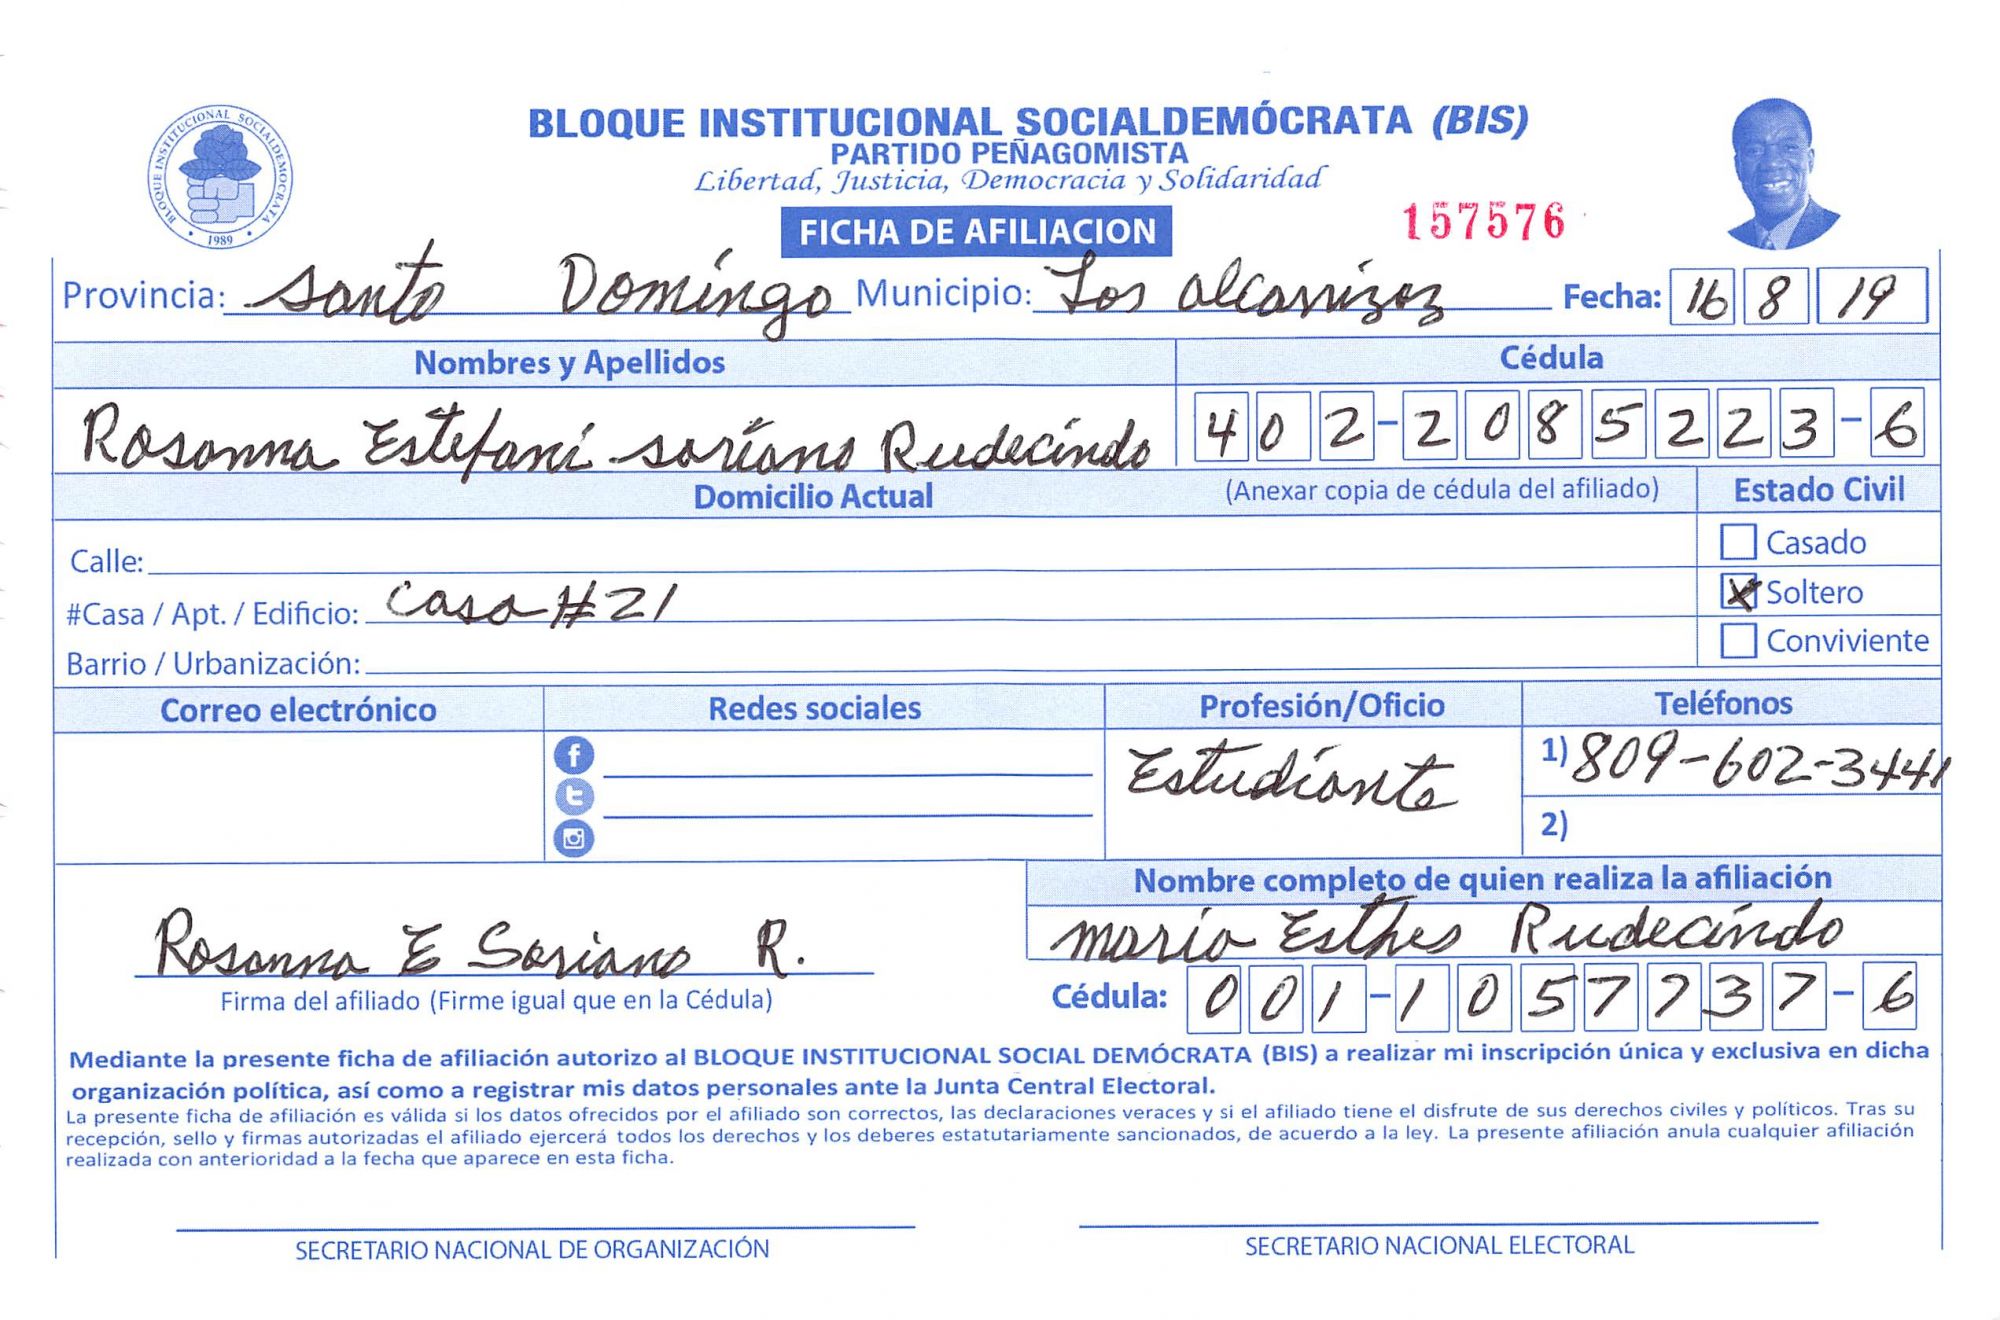 BLOQUE INSTITUCIONAL SOCIALDEMOCRATA
1989
BLOQUE INSTITUCIONAL SOCIALDEMÓCRATA (BIS)
PARTIDO PEÑAGOMISTA
Libertad, Justicia, Democracia y Solidaridad
FICHA DE AFILIACION
157576
Provincia: Santo Domingo Municipio: Los alcarrizoz Fecha: 16 8 19
Nombres y Apellidos Cédula
Rosanna Estefani soriano Rudecindo 402-2085223-6
Domicilio Actual (Anexar copia de cédula del afiliado) Estado Civil
Calle: Casado
#Casa / Apt. / Edificio: Casa #21 X Soltero
Barrio / Urbanización: Conviviente
Correo electrónico Redes sociales Profesión/Oficio Teléfonos
Estudiante 1) 809-602-3441
2)
Nombre completo de quien realiza la afiliación
Rosanna E Soriano R. maria Esther Rudecindo
Firma del afiliado (Firme igual que en la Cédula) Cédula: 001-1057737-6
Mediante la presente ficha de afiliación autorizo al BLOQUE INSTITUCIONAL SOCIAL DEMÓCRATA (BIS) a realizar mi inscripción única y exclusiva en dicha
organización política, así como a registrar mis datos personales ante la Junta Central Electoral.
La presente ficha de afiliación es válida si los datos ofrecidos por el afiliado son correctos, las declaraciones veraces y si el afiliado tiene el disfrute de sus derechos civiles y políticos. Tras su
recepción, sello y firmas autorizadas el afiliado ejercerá todos los derechos y los deberes estatutariamente sancionados, de acuerdo a la ley. La presente afiliación anula cualquier afiliación
realizada con anterioridad a la fecha que aparece en esta ficha.
SECRETARIO NACIONAL DE ORGANIZACIÓN SECRETARIO NACIONAL ELECTORAL